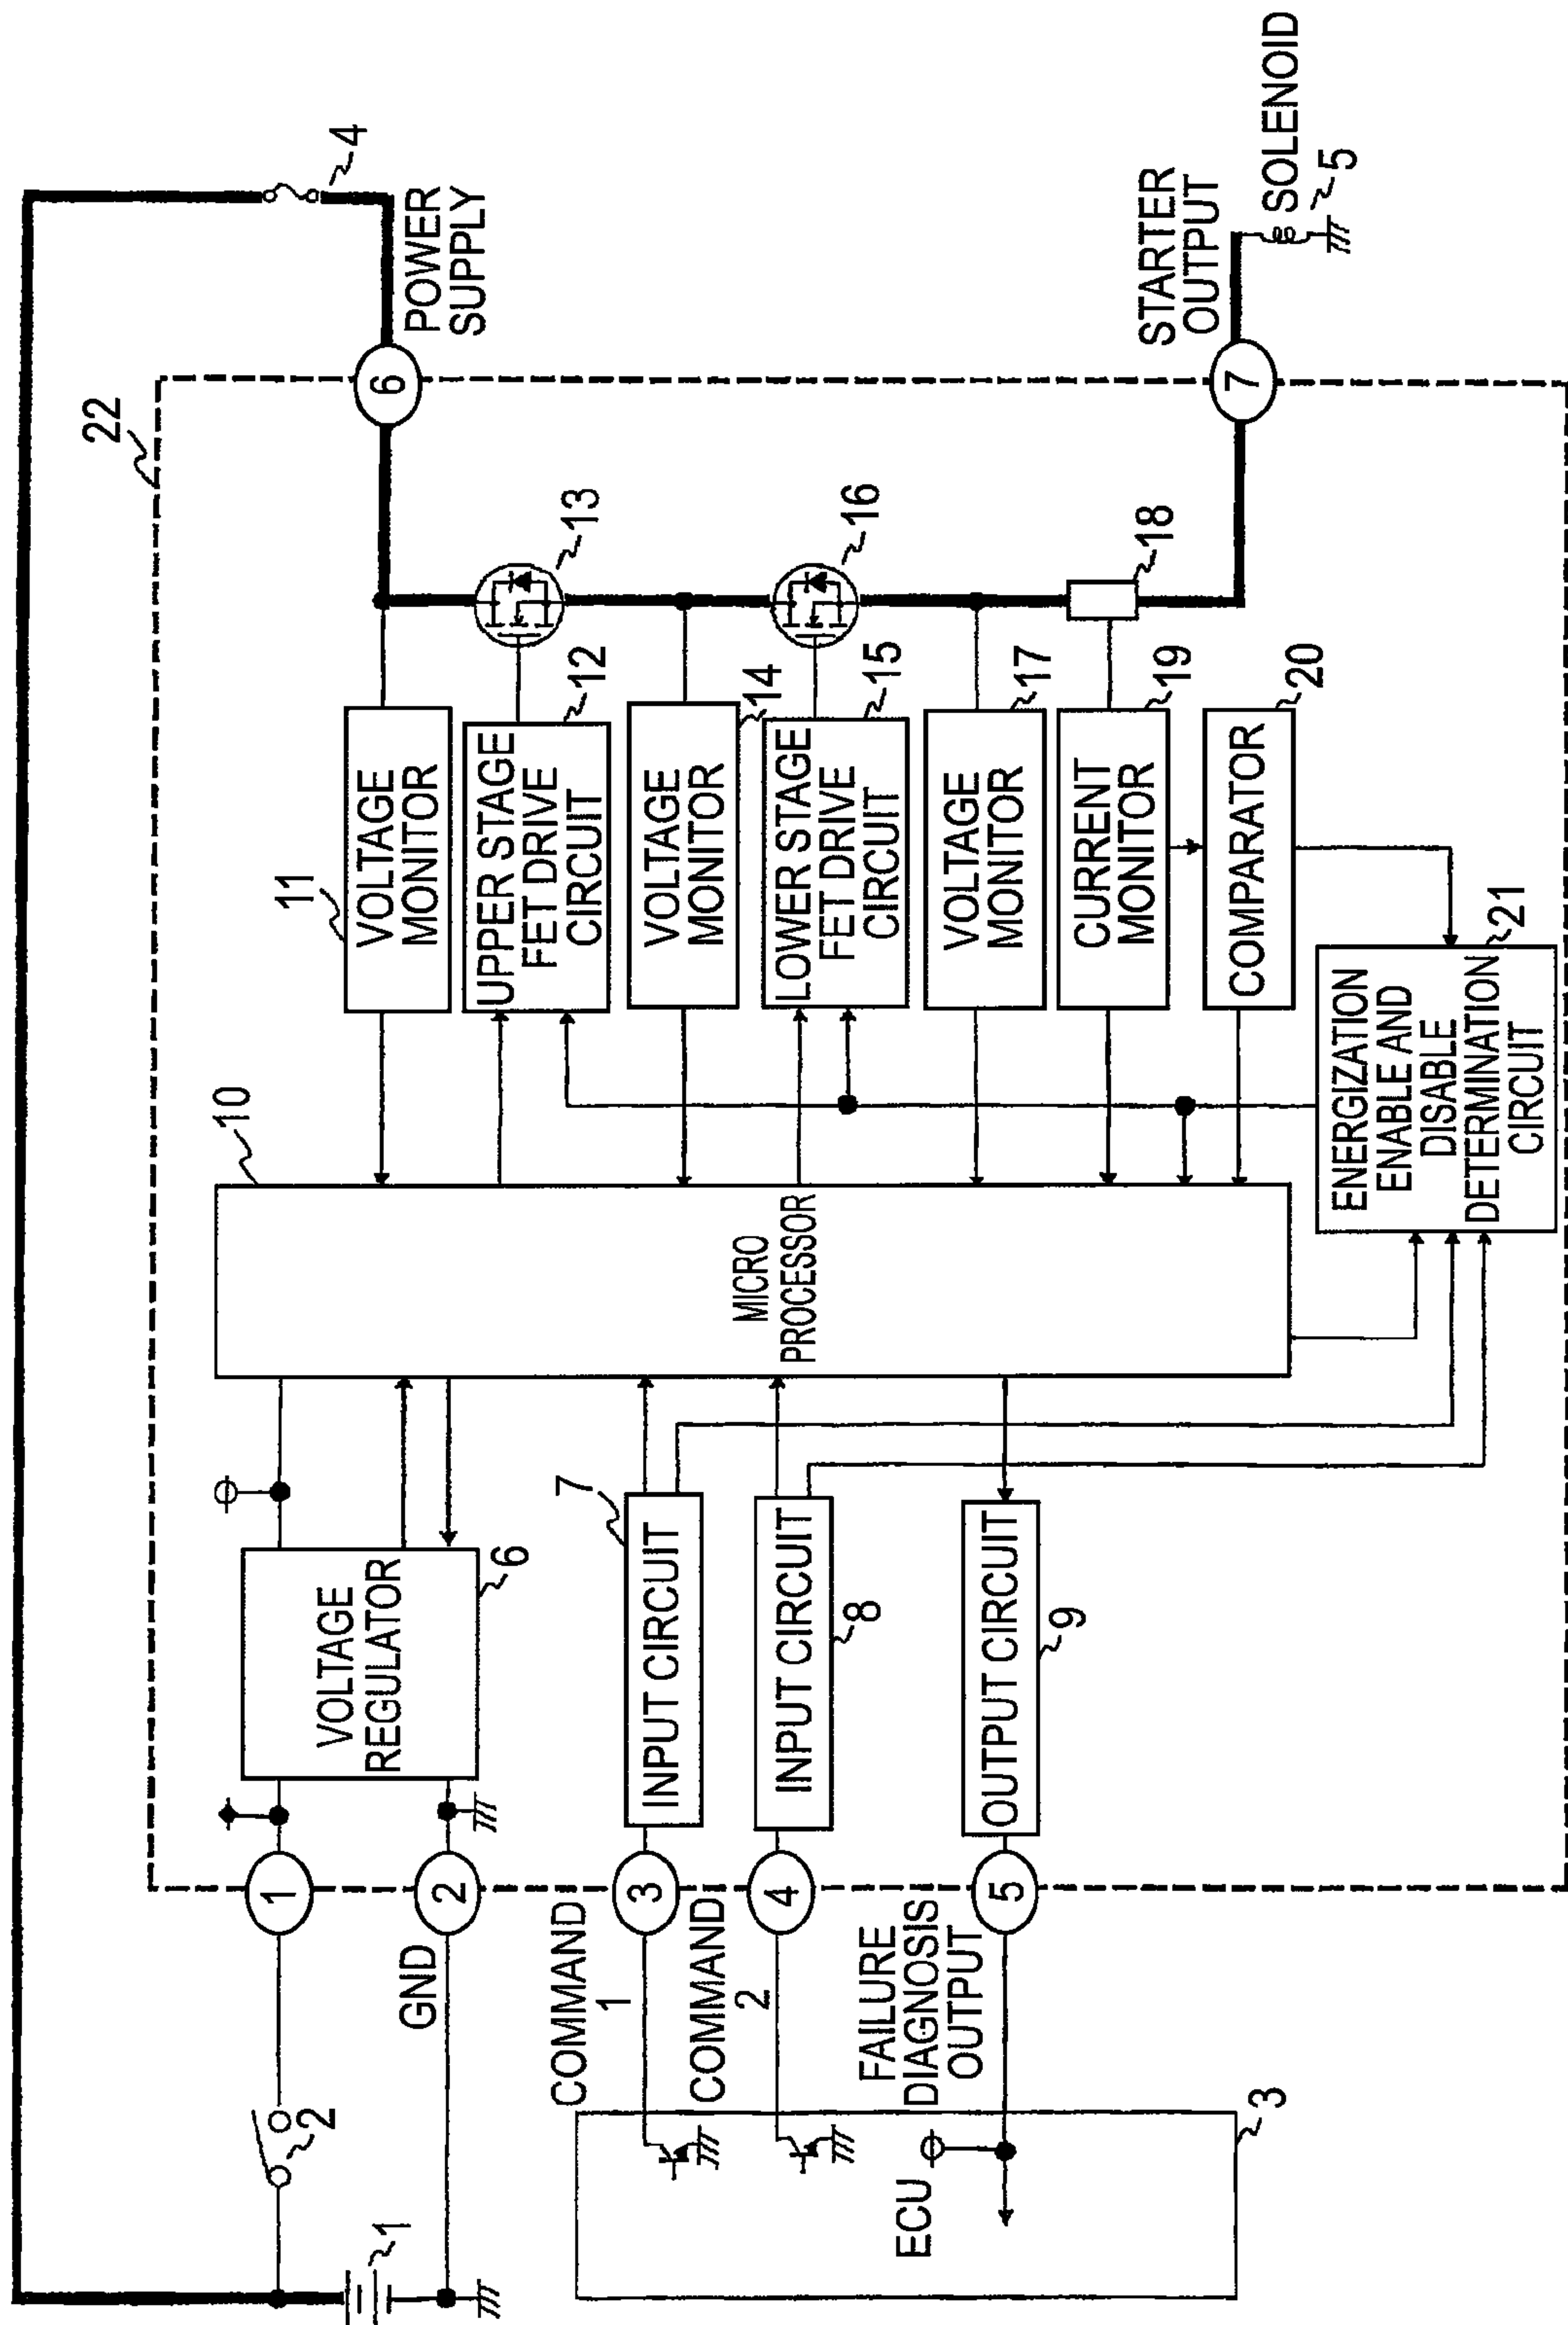 22
4
POWER
SUPPLY
6
1
2
1
2
GND
VOLTAGE
REGULATOR
6
10
MICRO
PROCESSOR
11
VOLTAGE
MONITOR
UPPER STAGE
FET DRIVE
CIRCUIT
12
13
VOLTAGE
MONITOR
14
LOWER STAGE
FET DRIVE
CIRCUIT
15
16
VOLTAGE
MONITOR
17
CURRENT
MONITOR
19
18
COMPARATOR
20
ENERGIZATION
ENABLE AND
DISABLE
DETERMINATION
CIRCUIT
21
COMMAND
1
3
7
INPUT CIRCUIT
COMMAND
2
4
INPUT CIRCUIT
8
FAILURE
DIAGNOSIS
OUTPUT
5
OUTPUT CIRCUIT
9
ECU
3
STARTER
OUTPUT
7
SOLENOID
5